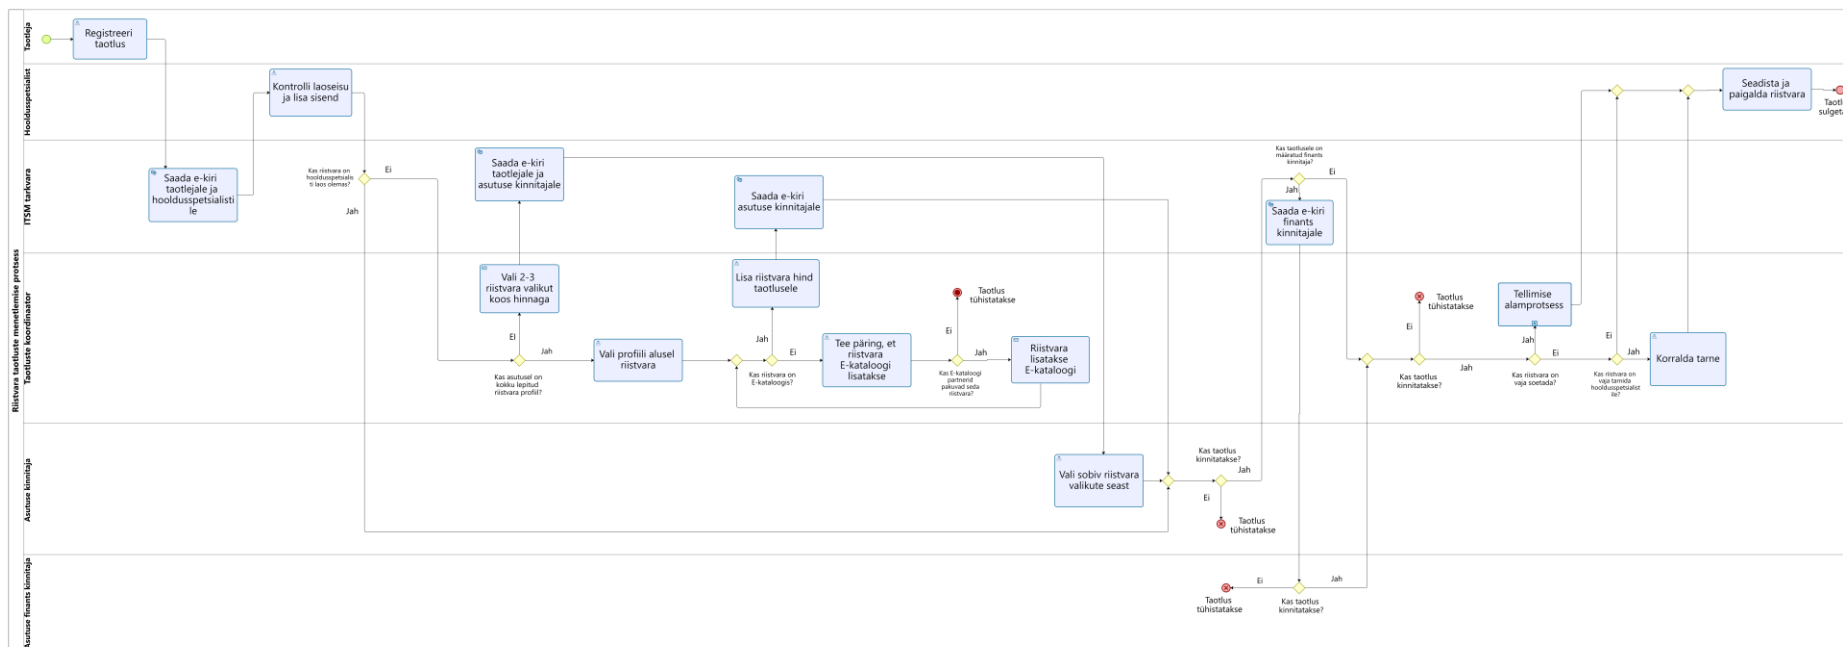 Riistvara taotluste menetlemise protsess
Taotleja
Registreeri
taotlus
Hooldusspetsialist
Kontrolli laoseisu
ja lisa sisend
Seadista ja
paigalda riistvara
ITSM tarkvara
Saada e-kiri
taotlejale ja
hooldusspetsialisti
le
Kas riistvara on
hooldusspetsialis
ti laos olemas?
Ei
Jah
Saada e-kiri
taotlejale ja
asutuse kinnitajale
Saada e-kiri
asutuse kinnitajale
Kas taotlusele on
määratud finants
kinnitaja?
Ei
Jah
Saada e-kiri
finants
kinnitajale
Taotluste koordinaator
Vali 2-3
riistvara valikut
koos hinnaga
EI
Jah
Kas asutusel on
kokku lepitud
riistvara profiil?
Vali profiili alusel
riistvara
Lisa riistvara hind
taotlusele
Jah
Ei
Kas riistvara on
E-kataloogis?
Tee päring, et
riistvara
E-kataloogi
lisatakse
Taotlus
tühistatakse
Ei
Jah
Kas E-kataloogi
partnerid
pakuvad seda
riistvara?
Riistvara
lisatakse
E-kataloogi
Taotlus
tühistatakse
Ei
Jah
Kas taotlus
kinnitatakse?
Tellimise
alamprotsess
Jah
Ei
Kas riistvara on
vaja soetada?
Ei
Jah
Kas riistvara on
vaja tarnida
hooldusspetsialist
ile?
Korralda tarne
Asutuse kinnitaja
Vali sobiv riistvara
valikute seast
Kas taotlus
kinnitatakse?
Jah
Ei
Taotlus
tühistatakse
Asutuse finants kinnitaja
Taotlus
tühistatakse
Ei
Jah
Kas taotlus
kinnitatakse?